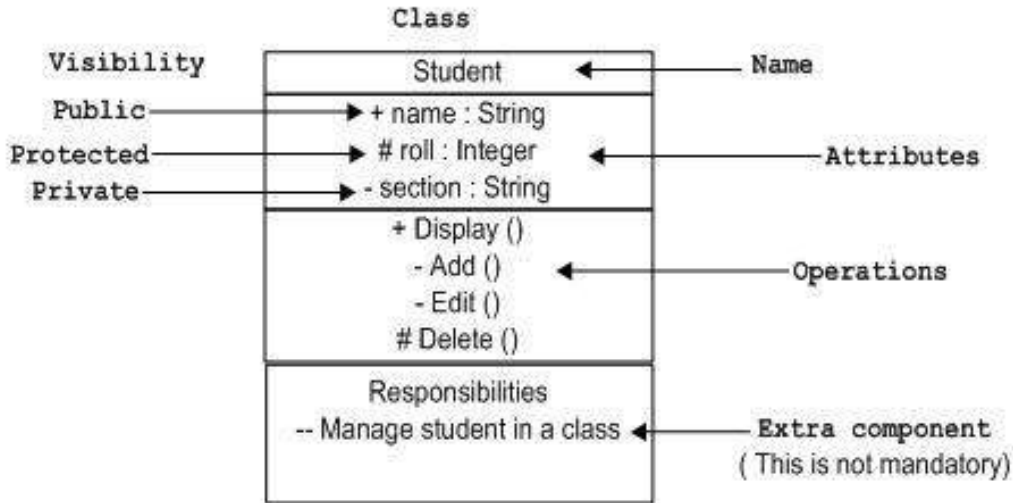 Class
Visibility
Student
Name
Public
+ name : String
Protected
# roll : Integer
Attributes
Private
- section : String
+ Display ()
- Add ()
Operations
- Edit ()
# Delete ()
Responsibilities
-- Manage student in a class
Extra component
( This is not mandatory)